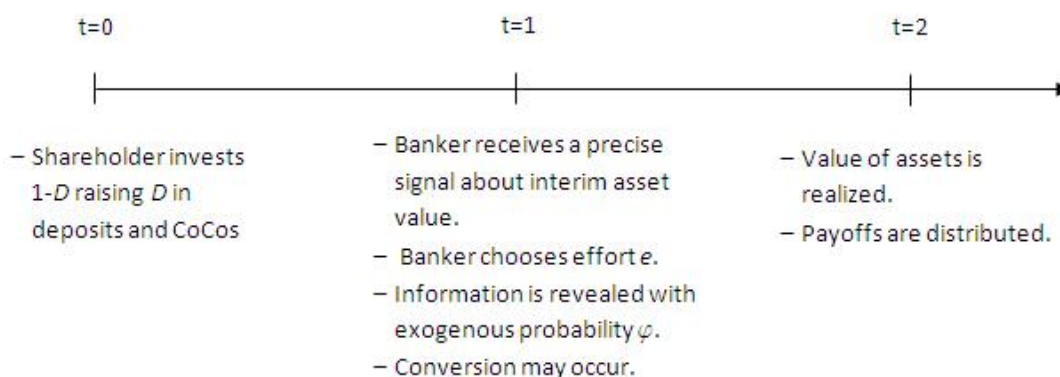 t=0
t=1
t=2
– Shareholder invests
1-D raising D in
deposits and CoCos
– Banker receives a precise
signal about interim asset
value.
– Banker chooses effort e.
– Information is revealed with
exogenous probability φ.
– Conversion may occur.
– Value of assets is
realized.
– Payoffs are distributed.